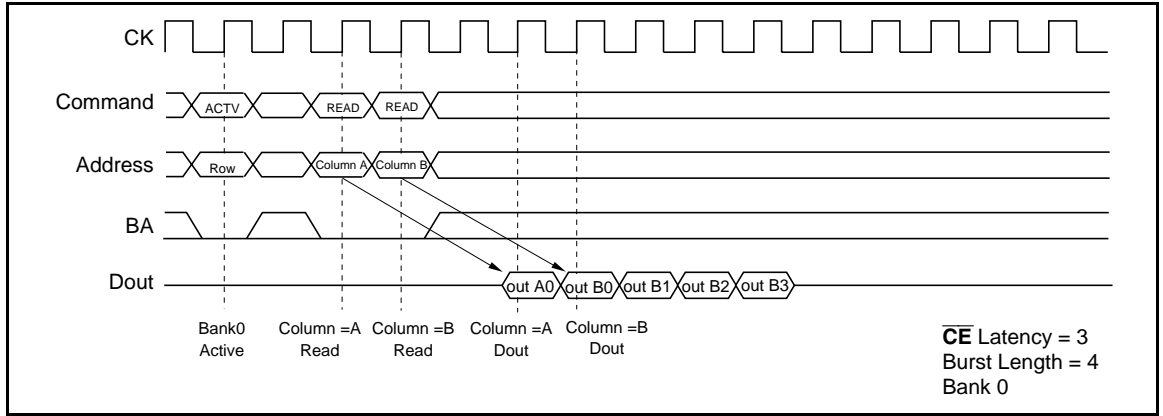 CK
Command
ACTV
READ
READ
Address
Row
Column A
Column B
BA
Dout
out A0
out B0
out B1
out B2
out B3
Bank0
Active
Column =A
Read
Column =B
Read
Column =A
Dout
Column =B
Dout
CE Latency = 3
Burst Length = 4
Bank 0